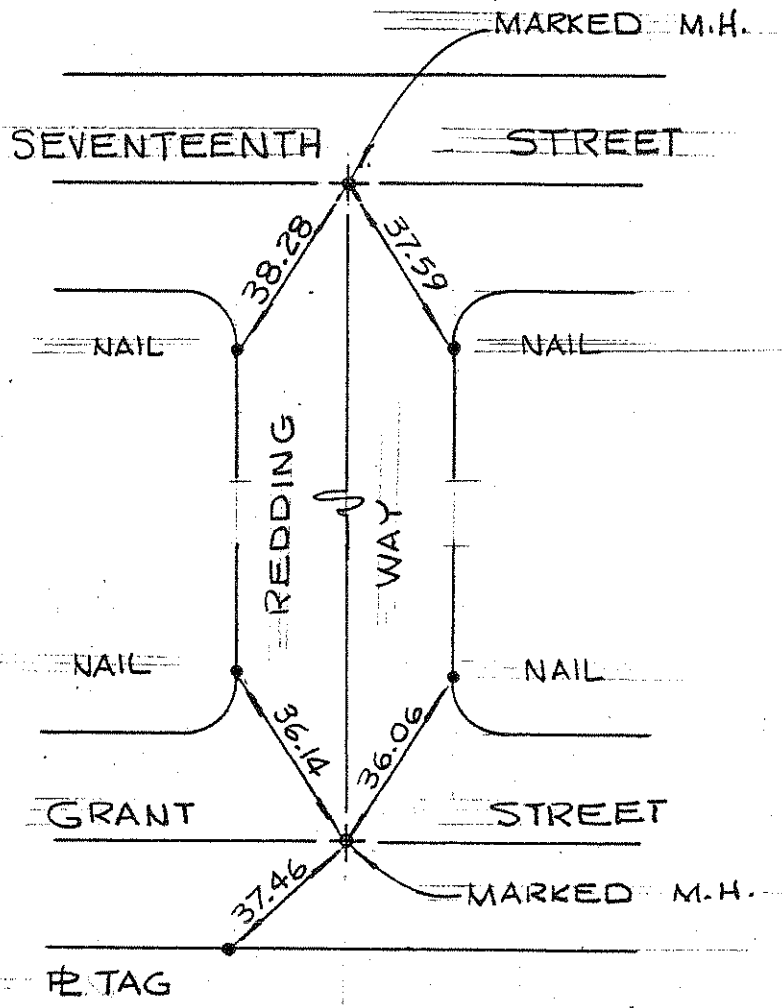 MARKED M.H.
SEVENTEENTH STREET
38.28
37.59
NAIL
NAIL
REDDING
WAY
NAIL
NAIL
36.14
36.06
GRANT STREET
37.46
MARKED M.H.
PL TAG